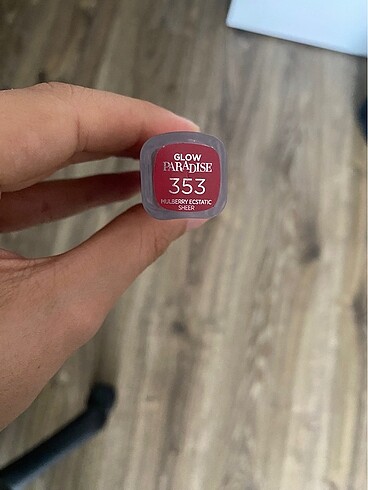 GLOW
PARADISE
353
MULBERRY ECSTATIC
SHEER